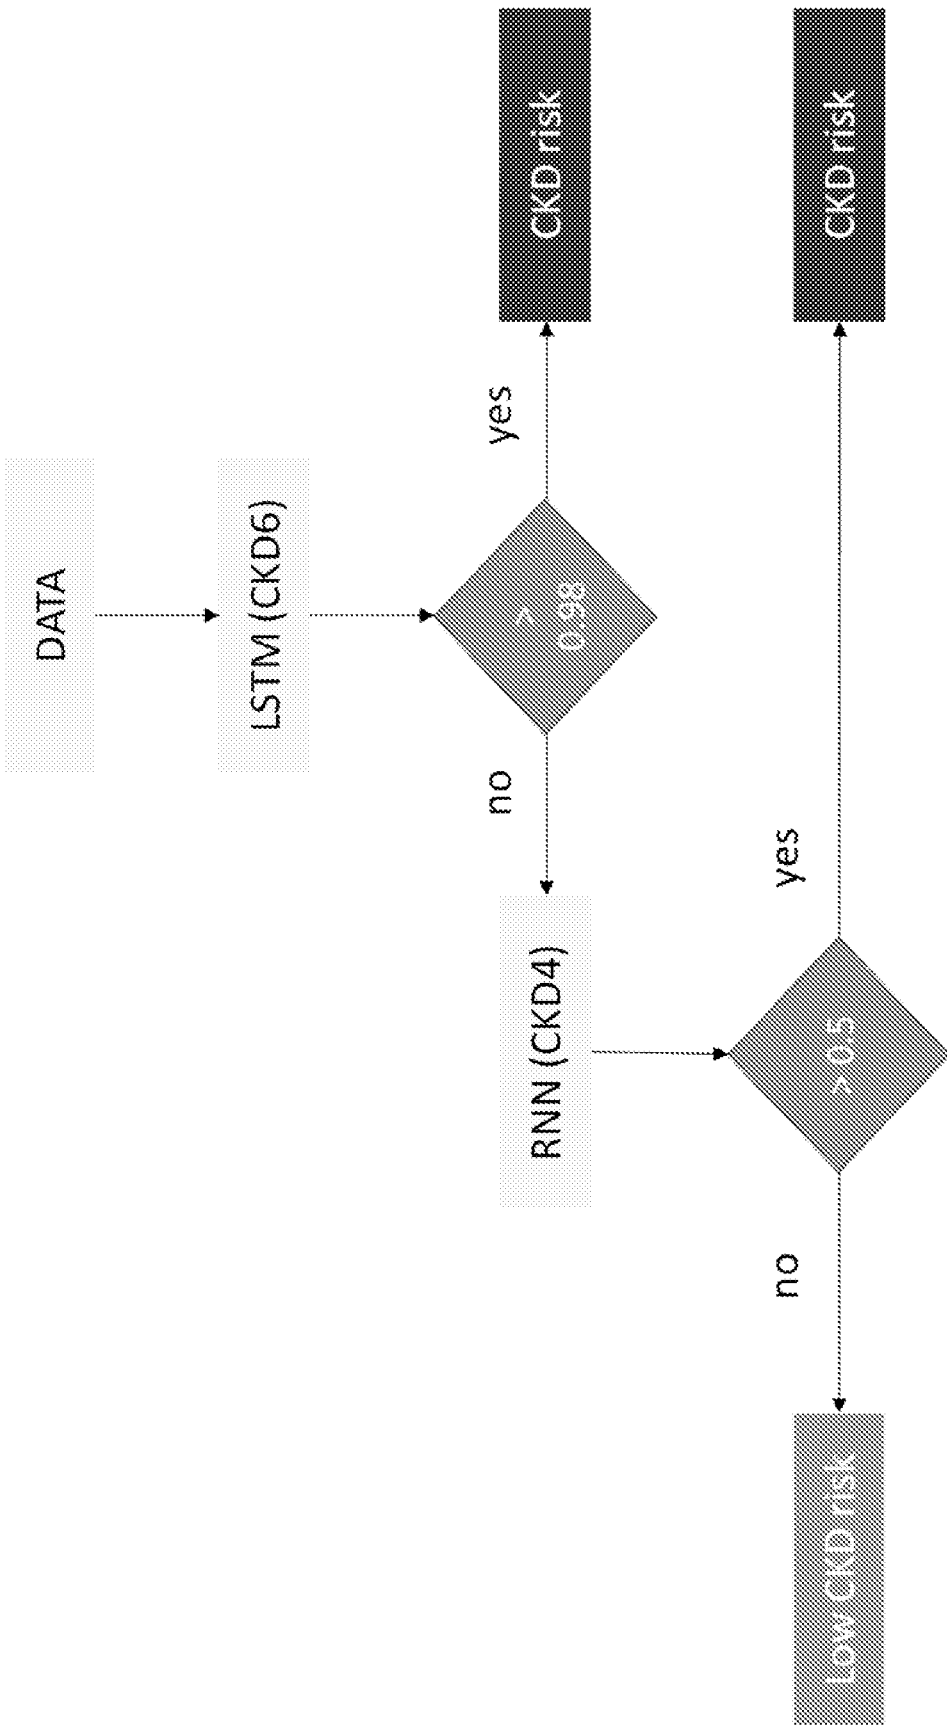 DATA
LSTM (CKD6)
>
0.98
yes
CKD risk
no
RNN (CKD4)
> 0.5
yes
CKD risk
no
Low CKD risk